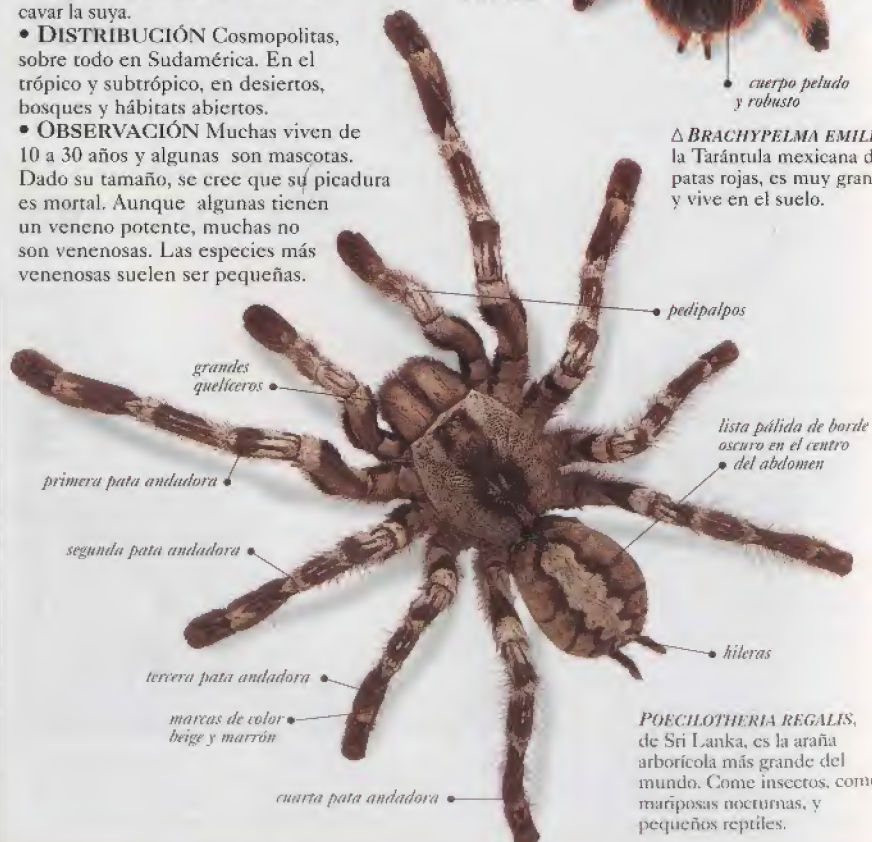 cavar la suya.
• DISTRIBUCIÓN Cosmopolitas,
sobre todo en Sudamérica. En el
trópico y subtrópico, en desiertos,
bosques y hábitats abiertos.
• OBSERVACIÓN Muchas viven de
10 a 30 años y algunas son mascotas.
Dado su tamaño, se cree que su picadura
es mortal. Aunque algunas tienen
un veneno potente, muchas no
son venenosas. Las especies más
venenosas suelen ser pequeñas.
cuerpo peludo
y robusto
△ BRACHYPELMA EMILI
la Tarántula mexicana d
patas rojas, es muy gran
y vive en el suelo.
pedipalpos
grandes
quelíceros
lista pálida de borde
oscuro en el centro
del abdomen
primera pata andadora
segunda pata andadora
hileras
tercera pata andadora
marcas de color
beige y marrón
cuarta pata andadora
POECILOTHERIA REGALIS,
de Sri Lanka, es la araña
arborícola más grande del
mundo. Come insectos, com
mariposas nocturnas, y
pequeños reptiles.